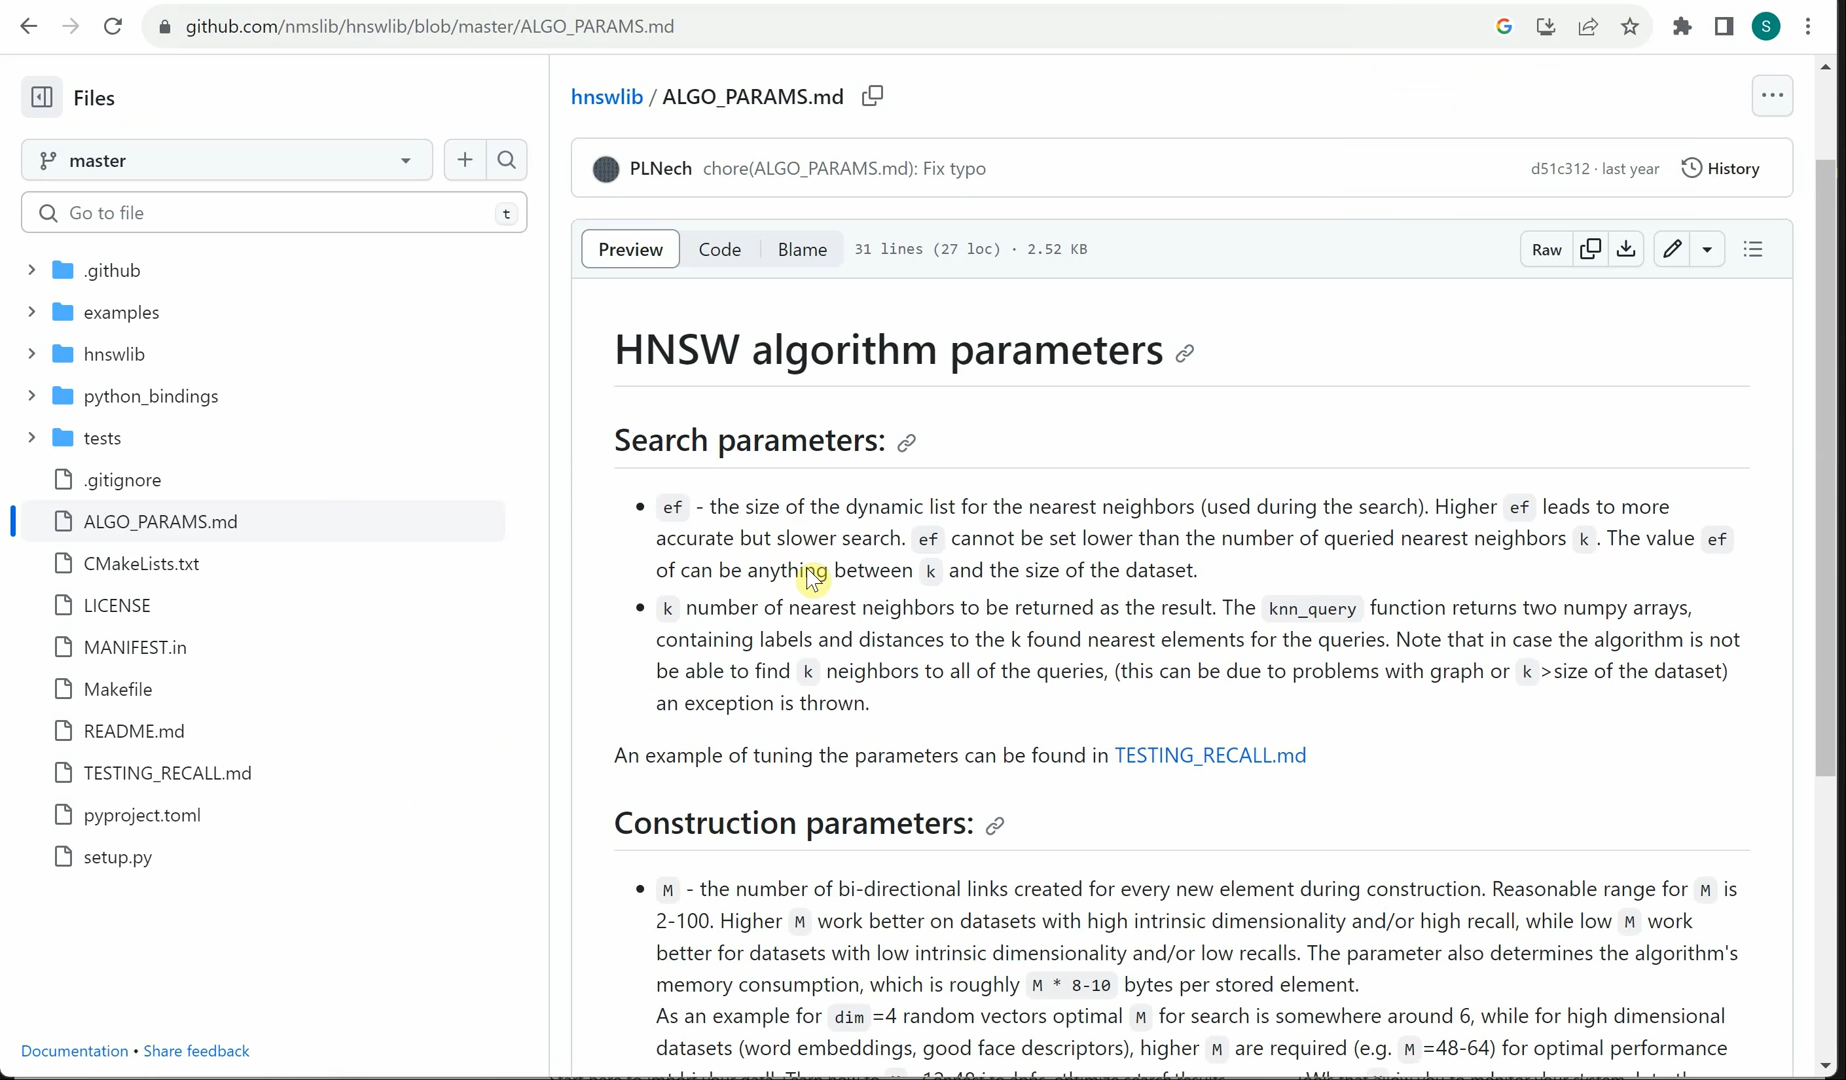 github.com/nmslib/hnswlib/blob/master/ALGO_PARAMS.md
S
Files
master
Go to file
t
.github
examples
hnswlib
python_bindings
tests
.gitignore
ALGO_PARAMS.md
CMakeLists.txt
LICENSE
MANIFEST.in
Makefile
README.md
TESTING_RECALL.md
pyproject.toml
setup.py
Documentation • Share feedback
hnswlib / ALGO_PARAMS.md
PLNech chore(ALGO_PARAMS.md): Fix typo
d51c312 · last year
History
Preview Code Blame 31 lines (27 loc) · 2.52 KB
Raw
HNSW algorithm parameters
Search parameters:
• ef - the size of the dynamic list for the nearest neighbors (used during the search). Higher ef leads to more
accurate but slower search. ef cannot be set lower than the number of queried nearest neighbors k . The value ef
of can be anything between k and the size of the dataset.
• k number of nearest neighbors to be returned as the result. The knn_query function returns two numpy arrays,
containing labels and distances to the k found nearest elements for the queries. Note that in case the algorithm is not
be able to find k neighbors to all of the queries, (this can be due to problems with graph or k >size of the dataset)
an exception is thrown.
An example of tuning the parameters can be found in TESTING_RECALL.md
Construction parameters:
• M - the number of bi-directional links created for every new element during construction. Reasonable range for M is
2-100. Higher M work better on datasets with high intrinsic dimensionality and/or high recall, while low M work
better for datasets with low intrinsic dimensionality and/or low recalls. The parameter also determines the algorithm's
memory consumption, which is roughly M * 8-10 bytes per stored element.
As an example for dim =4 random vectors optimal M for search is somewhere around 6, while for high dimensional
datasets (word embeddings, good face descriptors), higher M are required (e.g. M =48-64) for optimal performance